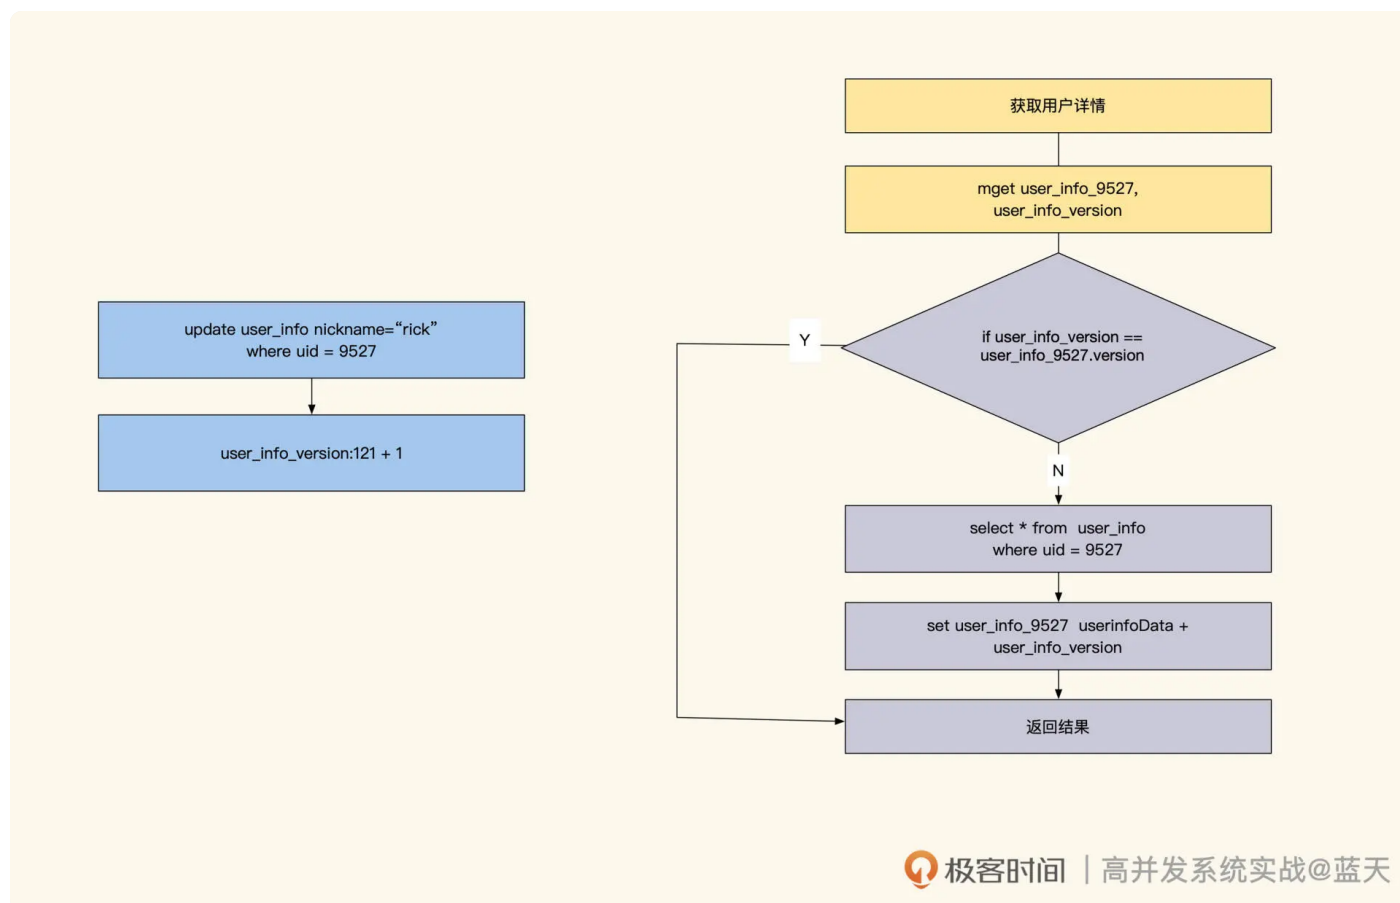 update user_info nickname=“rick”
where uid = 9527
user_info_version:121 + 1
获取用户详情
mget user_info_9527,
user_info_version
if user_info_version ==
user_info_9527.version
Y
N
select * from  user_info
where uid = 9527
set user_info_9527  userinfoData +
user_info_version
返回结果
极客时间 | 高并发系统实战@蓝天